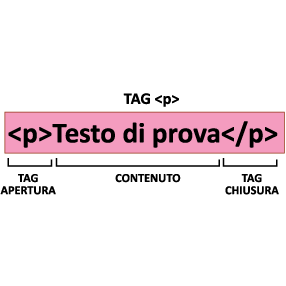 TAG <p>
<p>Testo di prova</p>
TAG APERTURA
CONTENUTO
TAG CHIUSURA